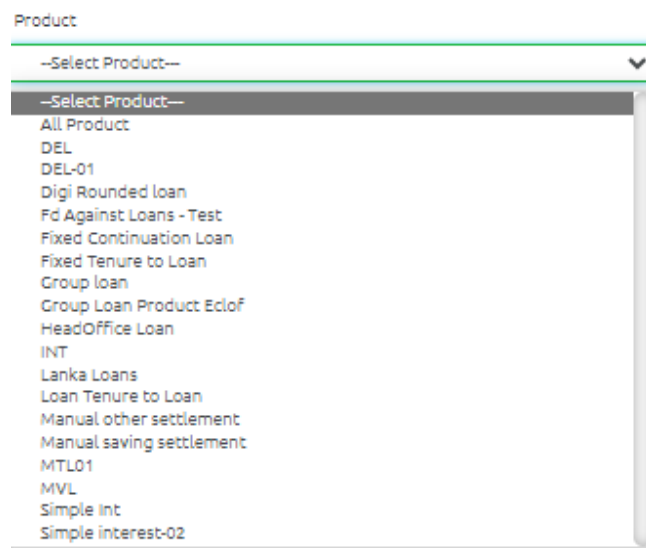 Product
--Select Product---
--Select Product---
All Product
DEL
DEL-01
Digi Rounded loan
Fd Against Loans - Test
Fixed Continuation Loan
Fixed Tenure to Loan
Group loan
Group Loan Product Eclof
HeadOffice Loan
INT
Lanka Loans
Loan Tenure to Loan
Manual other settlement
Manual saving settlement
MTL01
MVL
Simple Int
Simple interest-02